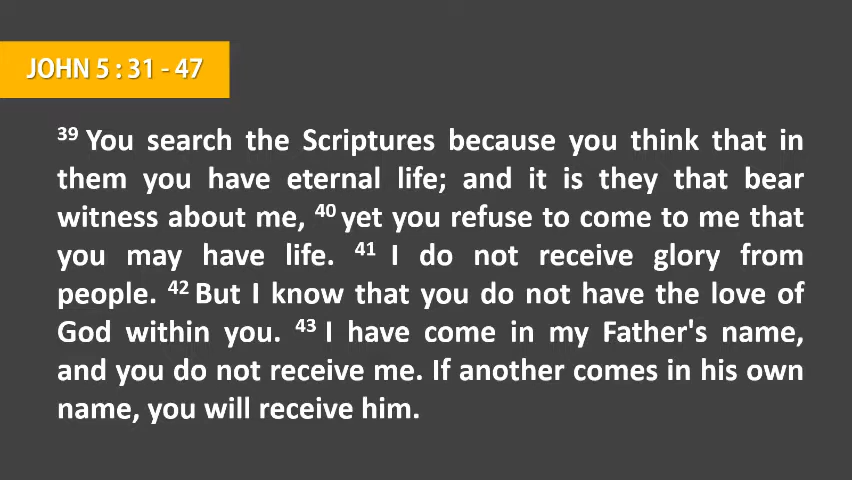 JOHN 5 : 31 - 47
39 You search the Scriptures because you think that in
them you have eternal life; and it is they that bear
witness about me, 40 yet you refuse to come to me that
you may have life. 41 I do not receive glory from
people. 42 But I know that you do not have the love of
God within you. 43 I have come in my Father's name,
and you do not receive me. If another comes in his own
name, you will receive him.